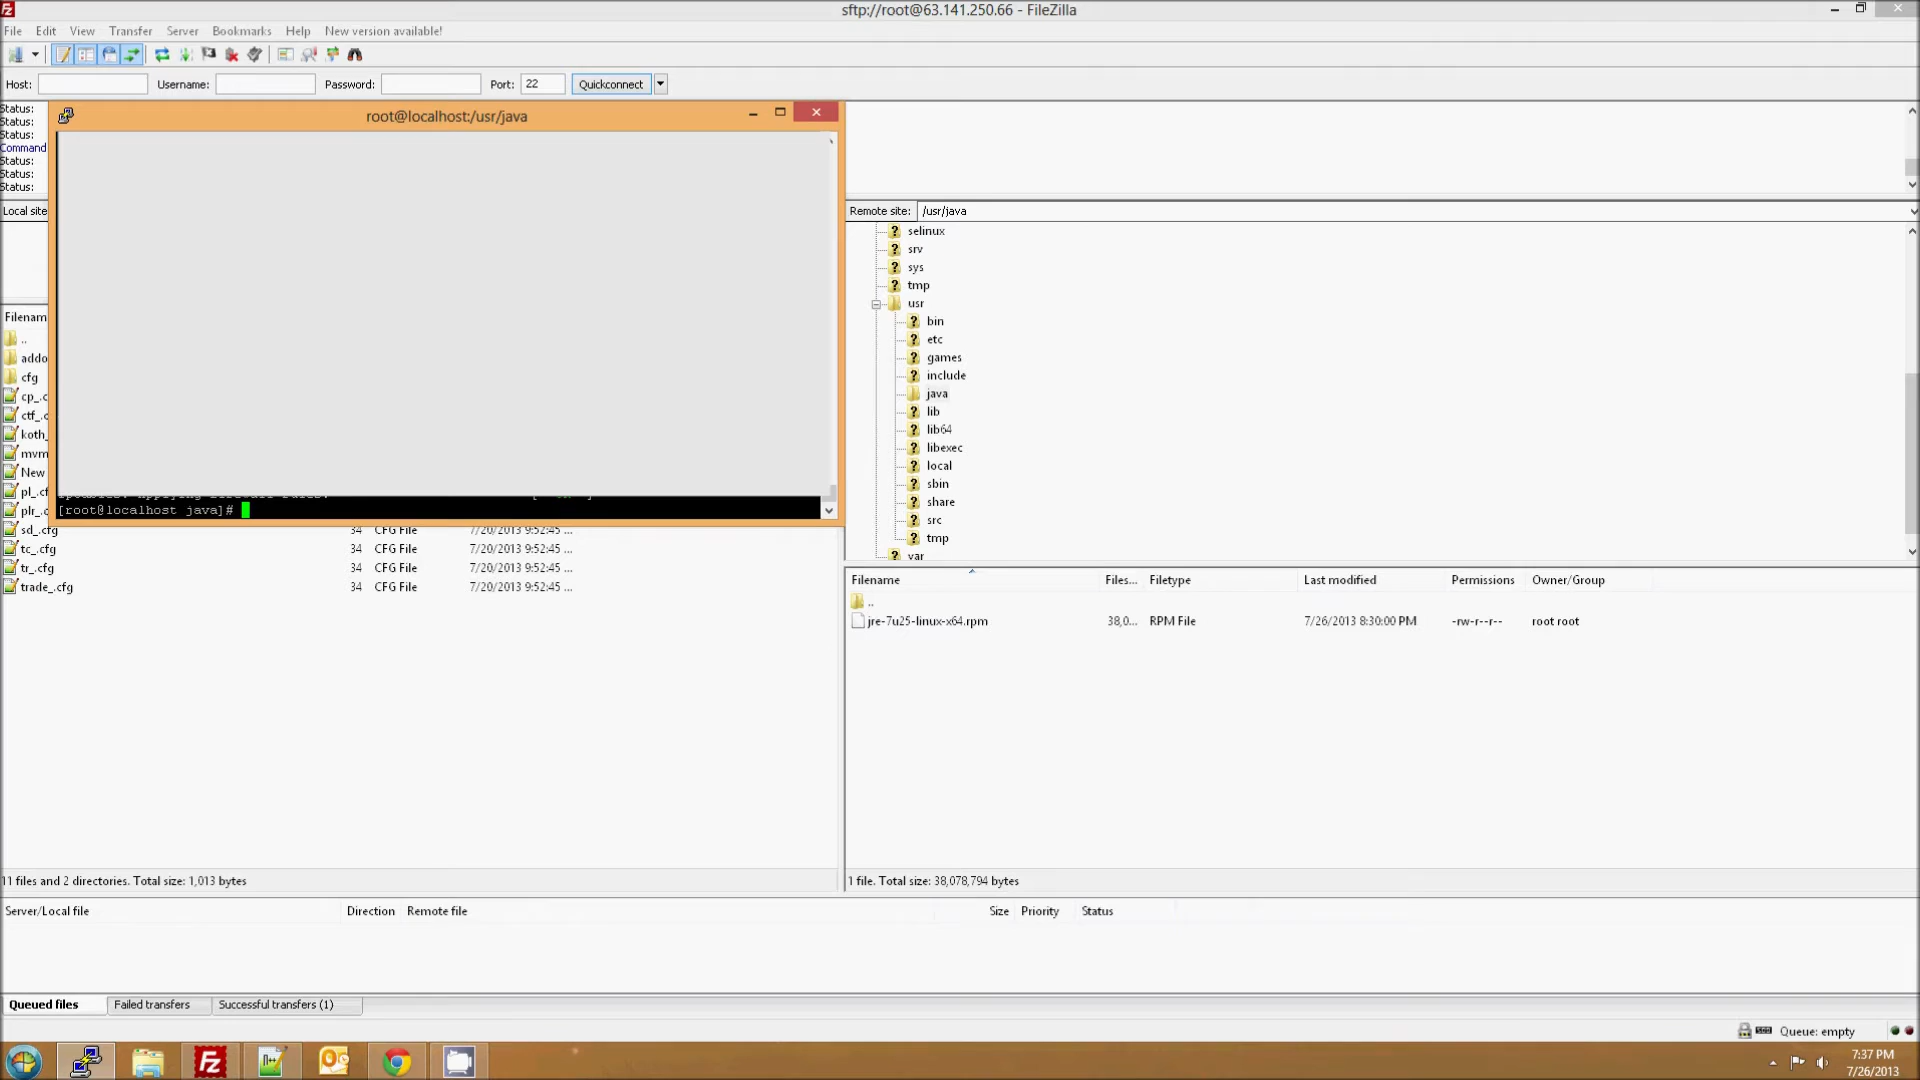 sftp://root@63.141.250.66 - FileZilla
File Edit View Transfer Server Bookmarks Help New version available!
Host: Username: Password: Port: 22 Quickconnect
Status:
Status:
Status:
Command
Status:
Status:
Status:
root@localhost:/usr/java
[root@localhost java]#
Local site
Remote site: /usr/java
selinux
srv
sys
tmp
usr
bin
etc
games
include
java
lib
lib64
libexec
local
sbin
share
src
tmp
var
Filenam
..
addo
cfg
cp_.c
ctf_.c
koth_
mvm
New
pl_.cf
plr_.c
sd_.cfg 34 CFG File 7/20/2013 9:52:45 ...
tc_.cfg 34 CFG File 7/20/2013 9:52:45 ...
tr_.cfg 34 CFG File 7/20/2013 9:52:45 ...
trade_.cfg 34 CFG File 7/20/2013 9:52:45 ...
Filename Files... Filetype Last modified Permissions Owner/Group
..
jre-7u25-linux-x64.rpm 38,0... RPM File 7/26/2013 8:30:00 PM -rw-r--r-- root root
11 files and 2 directories. Total size: 1,013 bytes
1 file. Total size: 38,078,794 bytes
Server/Local file Direction Remote file Size Priority Status
Queued files Failed transfers Successful transfers (1)
Queue: empty
7:37 PM
7/26/2013